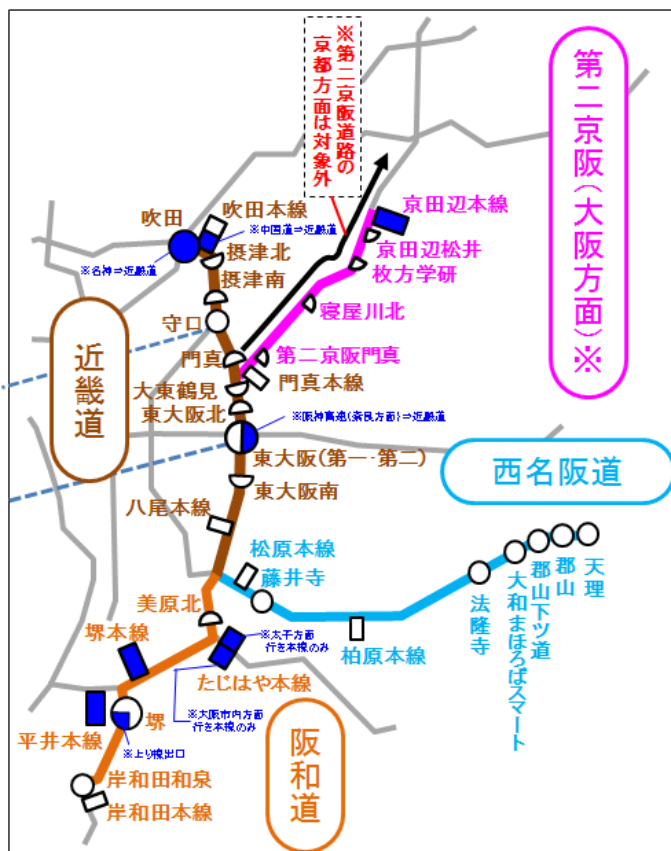 ※第二京阪道路の
京都方面は対象外
第二京阪(大阪方面)※
吹田
吹田本線
※中国道⇒近畿道
※名神⇒近畿道
摂津北
摂津南
京田辺本線
京田辺松井
枚方学研
寝屋川北
守口
近畿道
門真
第二京阪門真
門真本線
大東鶴見
東大阪北
※阪神高速(奈良方面)⇒近畿道
東大阪(第一・第二)
西名阪道
東大阪南
八尾本線
松原本線
藤井寺
天理
郡山
郡山下ツ道
大和まほろばスマート
法隆寺
柏原本線
美原北
※太子方面
行き本線のみ
堺本線
たじはや本線
※大阪市内方面
行き本線のみ
堺
平井本線
※上り線出口
阪和道
岸和田和泉
岸和田本線